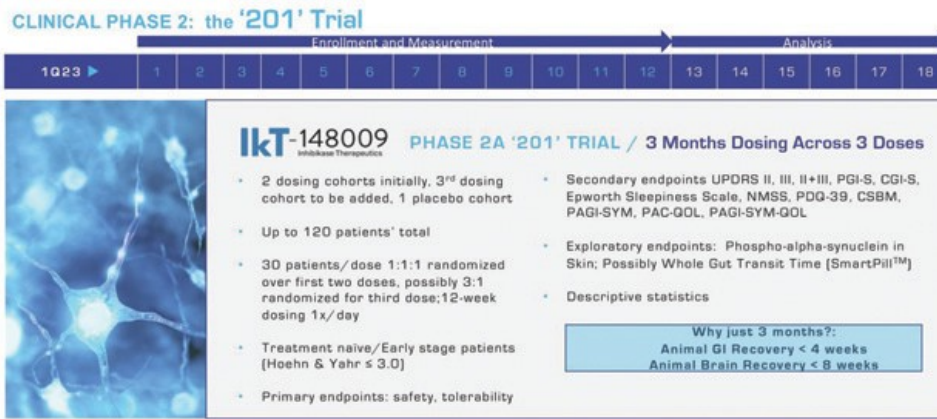 CLINICAL PHASE 2: the '201' Trial
Enrollment and Measurement
Analysis
1Q23 1 2 3 4 5 6 7 8 9 10 11 12 13 14 15 16 17 18
IkT-148009 PHASE 2A '201' TRIAL / 3 Months Dosing Across 3 Doses
Inhibikase Therapeutics
• 2 dosing cohorts initially, 3rd dosing
cohort to be added, 1 placebo cohort
• Up to 120 patients' total
• 30 patients/dose 1:1:1 randomized
over first two doses, possibly 3:1
randomized for third dose;12-week
dosing 1x/day
• Treatment naïve/Early stage patients
(Hoehn & Yahr ≤ 3.0)
• Primary endpoints: safety, tolerability
• Secondary endpoints UPDRS II, III, II+III, PGI-S, CGI-S,
Epworth Sleepiness Scale, NMSS, PDQ-39, CSBM,
PAGI-SYM, PAC-QOL, PAGI-SYM-QOL
• Exploratory endpoints: Phospho-alpha-synuclein in
Skin; Possibly Whole Gut Transit Time (SmartPill™)
• Descriptive statistics
Why just 3 months?:
Animal GI Recovery < 4 weeks
Animal Brain Recovery < 8 weeks